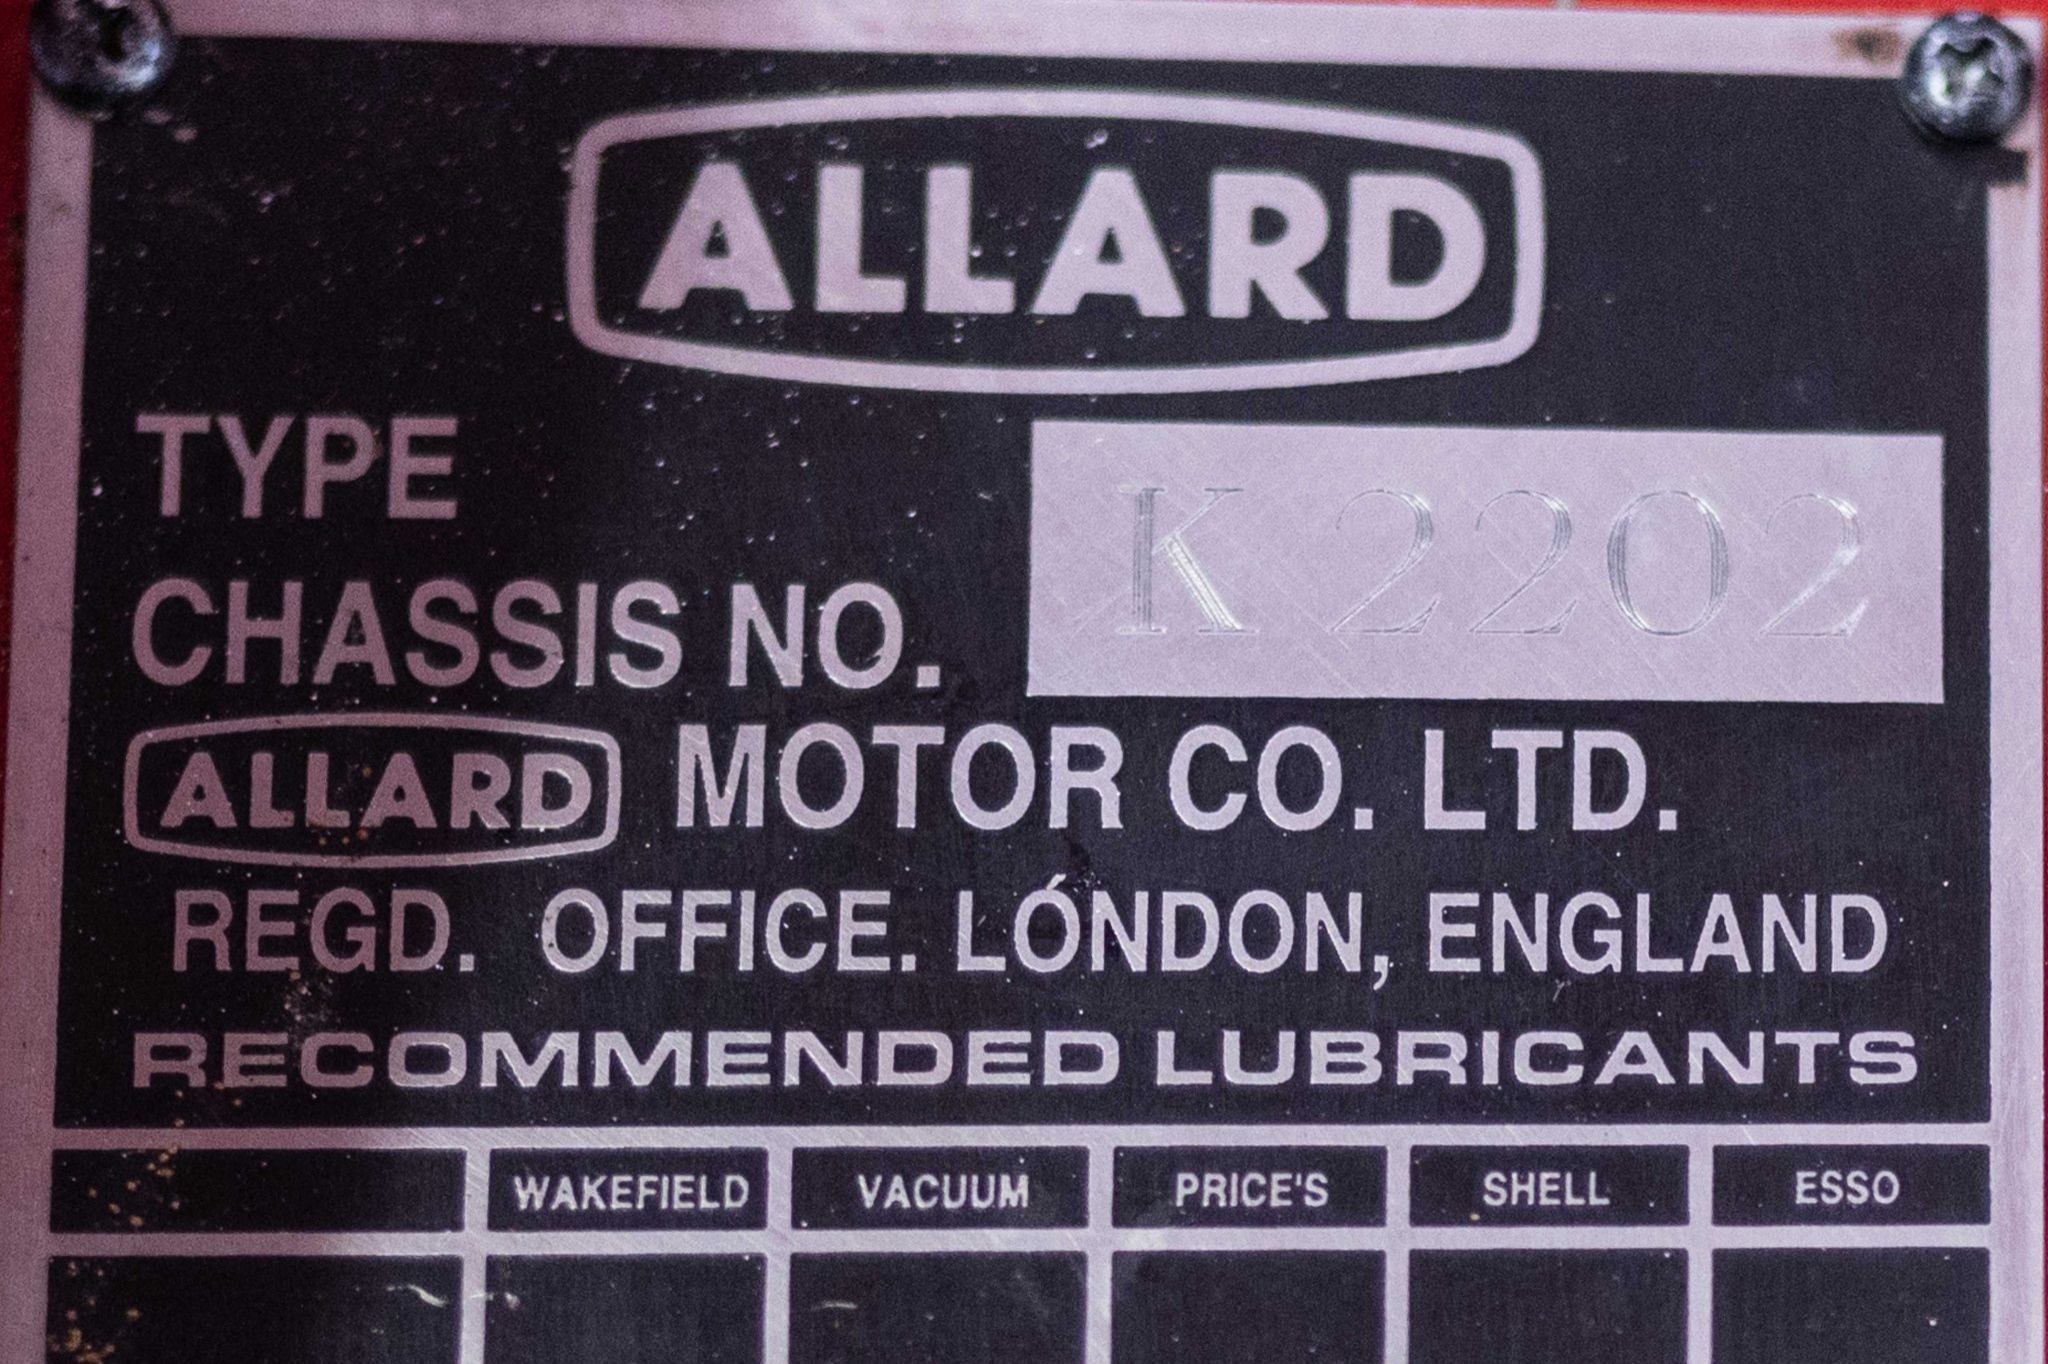 ALLARD
TYPE
K 2202
CHASSIS NO.
ALLARD MOTOR CO. LTD.
REGD. OFFICE. LONDON, ENGLAND
RECOMMENDED LUBRICANTS
WAKEFIELD VACUUM PRICE'S SHELL ESSO